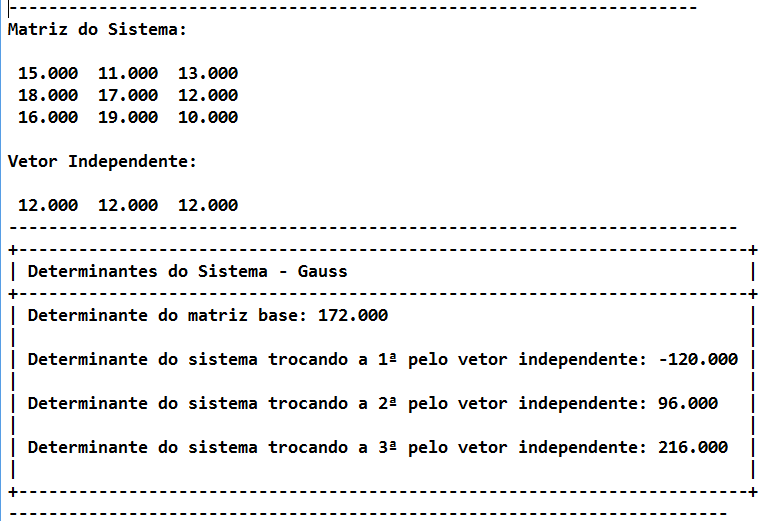 ---------------------------------------------------------------------
Matriz do Sistema:
15.000 11.000 13.000
18.000 17.000 12.000
16.000 19.000 10.000
Vetor Independente:
12.000 12.000 12.000
-------------------------------------------------------------------------
+-------------------------------------------------------------------------+
| Determinantes do Sistema - Gauss |
+-------------------------------------------------------------------------+
| Determinante do matriz base: 172.000 |
| |
| Determinante do sistema trocando a 1ª pelo vetor independente: -120.000 |
| |
| Determinante do sistema trocando a 2ª pelo vetor independente: 96.000 |
| |
| Determinante do sistema trocando a 3ª pelo vetor independente: 216.000 |
| |
+-------------------------------------------------------------------------+
------------------------------------------------------------------------